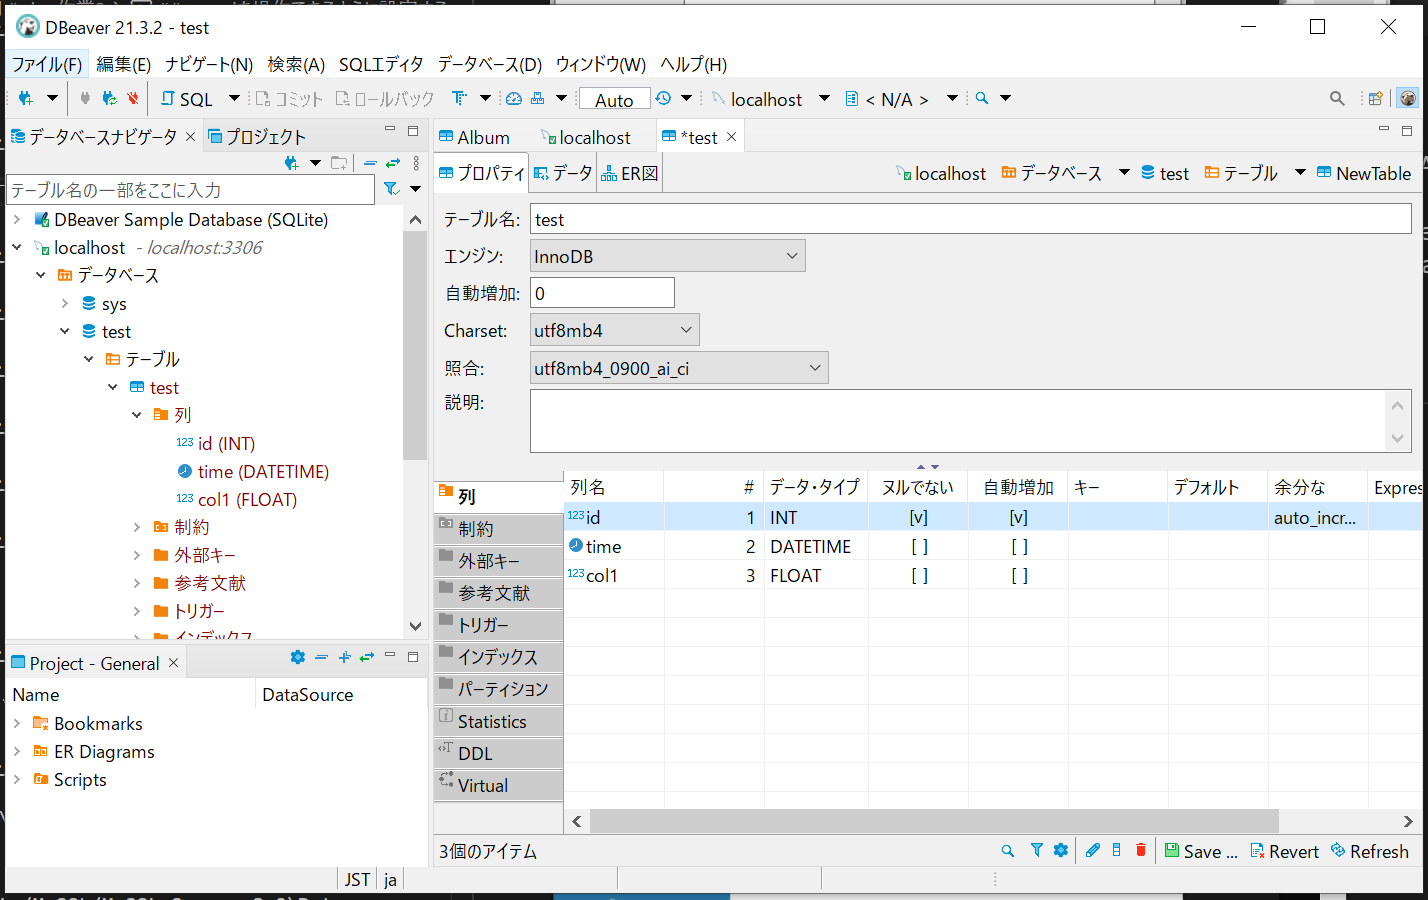 DBeaver 21.3.2 - test
ファイル(F) 編集(E) ナビゲート(N) 検索(A) SQLエディタ データベース(D) ウィンドウ(W) ヘルプ(H)
SQL コミット ロールバック Auto localhost < N/A >
データベースナビゲータ プロジェクト
テーブル名の一部をここに入力
DBeaver Sample Database (SQLite)
localhost - localhost:3306
データベース
sys
test
テーブル
test
列
123 id (INT)
time (DATETIME)
123 col1 (FLOAT)
制約
外部キー
参考文献
トリガー
インデックス
Project - General
Name DataSource
Bookmarks
ER Diagrams
Scripts
Album localhost *test
プロパティ データ ER図 localhost データベース test テーブル NewTable
テーブル名: test
エンジン: InnoDB
自動増加: 0
Charset: utf8mb4
照合: utf8mb4_0900_ai_ci
説明:
列
制約
外部キー
参考文献
トリガー
インデックス
パーティション
Statistics
DDL
Virtual
列名 # データ・タイプ ヌルでない 自動増加 キー デフォルト 余分な Expres
123 id 1 INT [v] [v] auto_incr...
time 2 DATETIME [ ] [ ]
123 col1 3 FLOAT [ ] [ ]
3個のアイテム Save ... Revert Refresh
JST ja